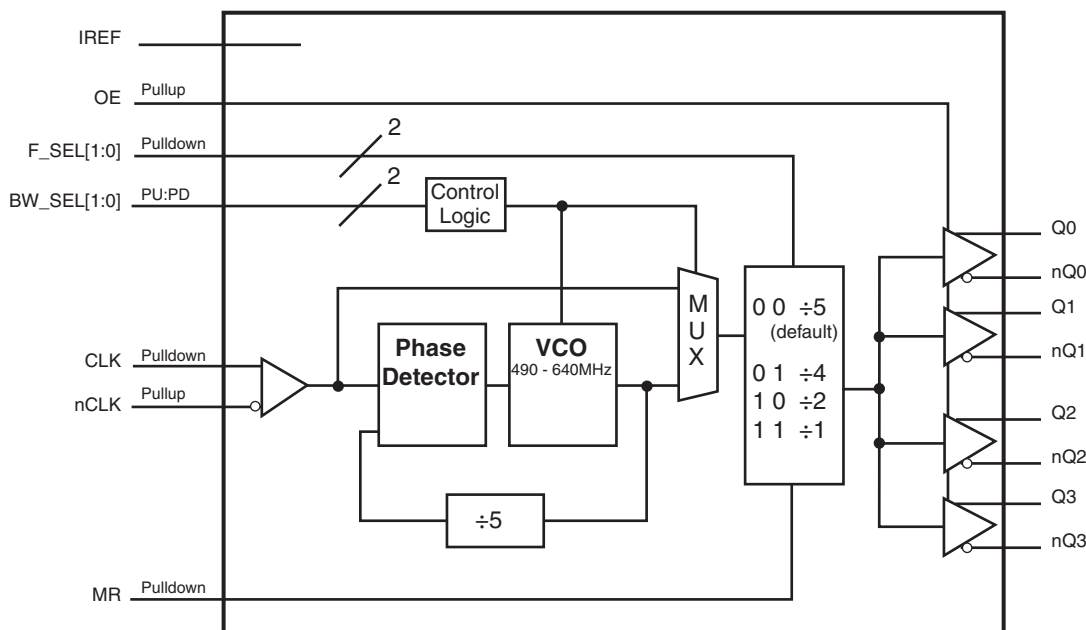 IREF
OE Pullup
F_SEL[1:0] Pulldown 2
BW_SEL[1:0] PU:PD 2
Control
Logic
CLK Pulldown
nCLK Pullup
Phase
Detector
VCO
490 - 640MHz
÷5
M
U
X
0 0 ÷5
(default)
0 1 ÷4
1 0 ÷2
1 1 ÷1
Q0
nQ0
Q1
nQ1
Q2
nQ2
Q3
nQ3
MR Pulldown